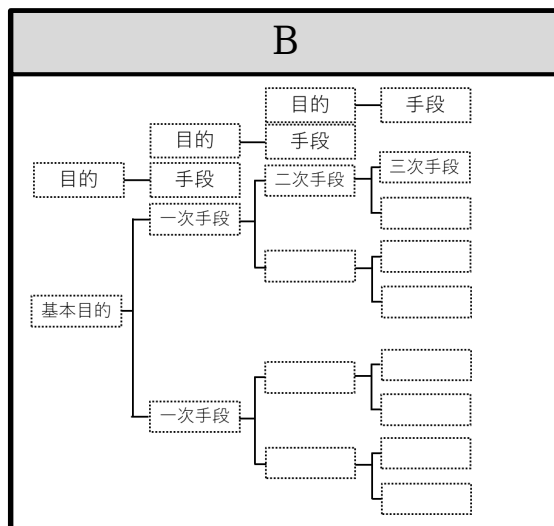 B
目的 手段
目的 手段
目的 手段
二次手段 三次手段
一次手段
基本目的
一次手段